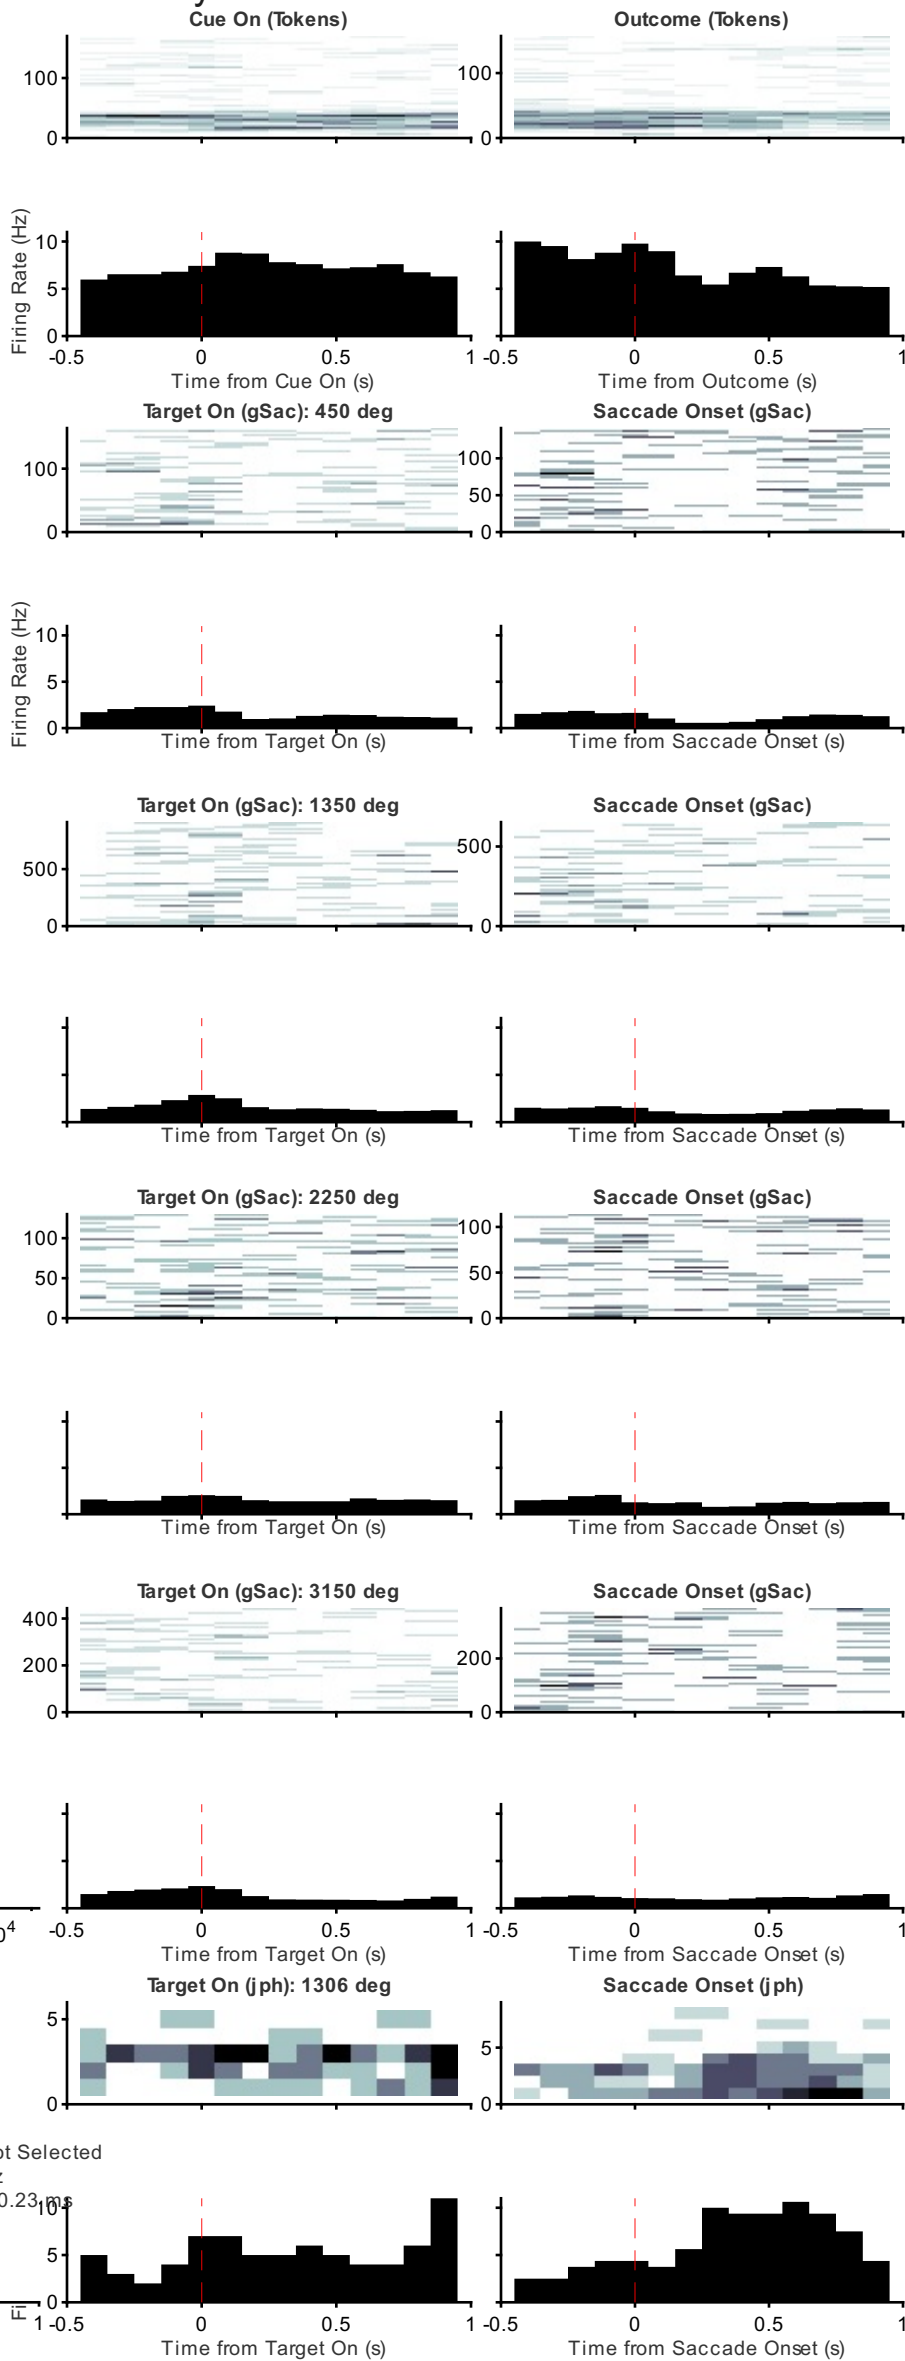 Cue On (Tokens)
Outcome (Tokens)
100
0
100
0
Firing Rate (Hz)
10
5
0
-0.5 0 0.5 1
-0.5 0 0.5 1
Time from Cue On (s)
Time from Outcome (s)
Target On (gSac): 450 deg
Saccade Onset (gSac)
100
0
100
50
0
Firing Rate (Hz)
10
5
0
Time from Target On (s)
Time from Saccade Onset (s)
Target On (gSac): 1350 deg
Saccade Onset (gSac)
500
0
500
0
Time from Target On (s)
Time from Saccade Onset (s)
Target On (gSac): 2250 deg
Saccade Onset (gSac)
100
50
0
100
50
0
Time from Target On (s)
Time from Saccade Onset (s)
Target On (gSac): 3150 deg
Saccade Onset (gSac)
400
200
0
200
0
-0.5 0 0.5 1
-0.5 0 0.5 1
Time from Target On (s)
Time from Saccade Onset (s)
Target On (jph): 1306 deg
Saccade Onset (jph)
5
0
5
0
ot Selected
z
0.23 ms
10
5
0
Fi
1
-0.5 0 0.5 1
-0.5 0 0.5 1
Time from Target On (s)
Time from Saccade Onset (s)